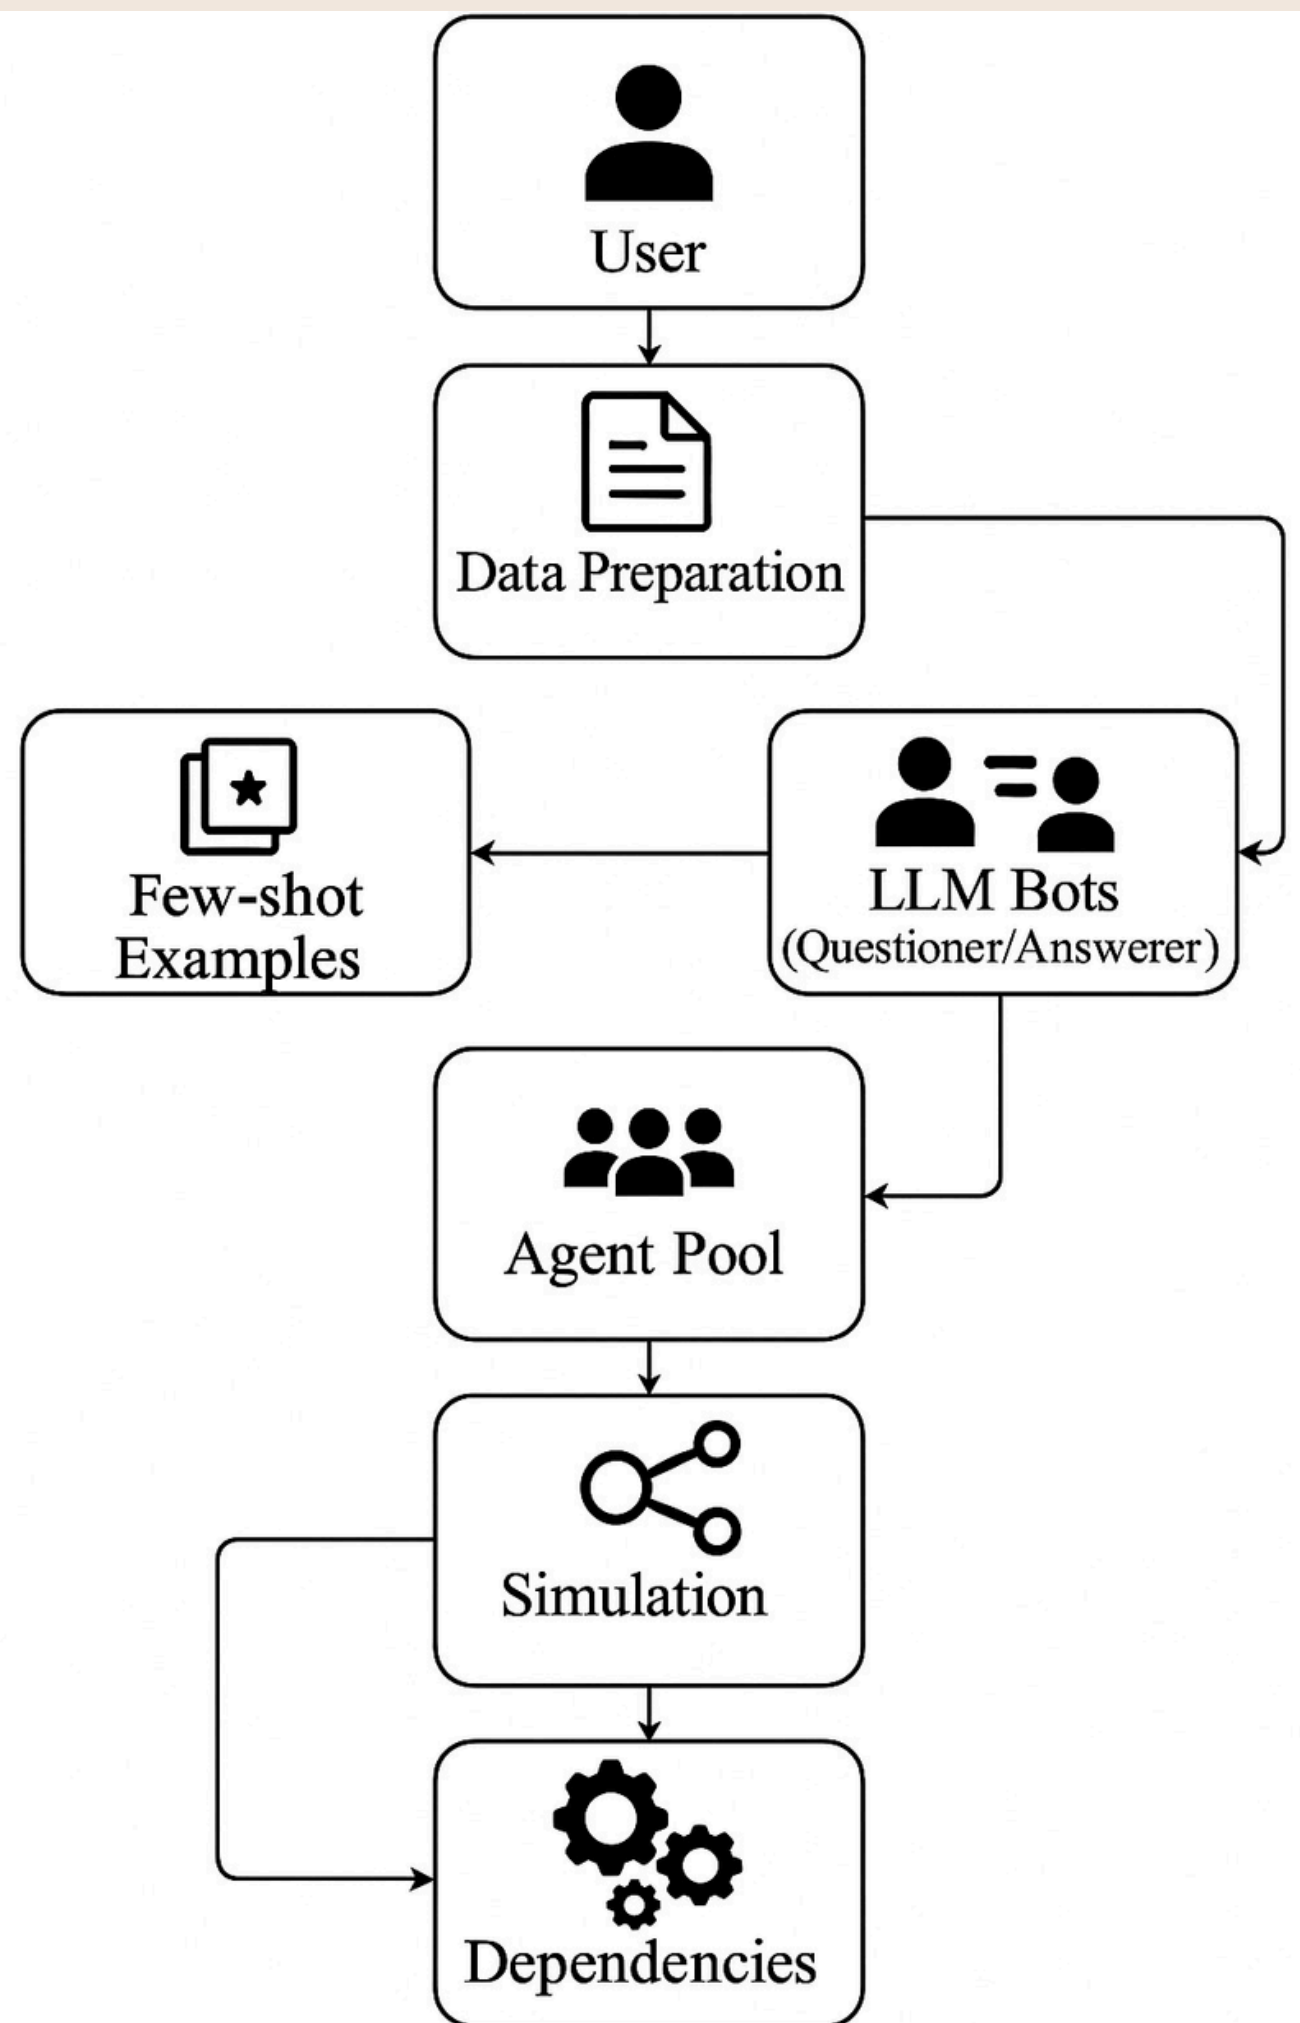 User
Data Preparation
Few-shot
Examples
LLM Bots
(Questioner/Answerer)
Agent Pool
Simulation
Dependencies